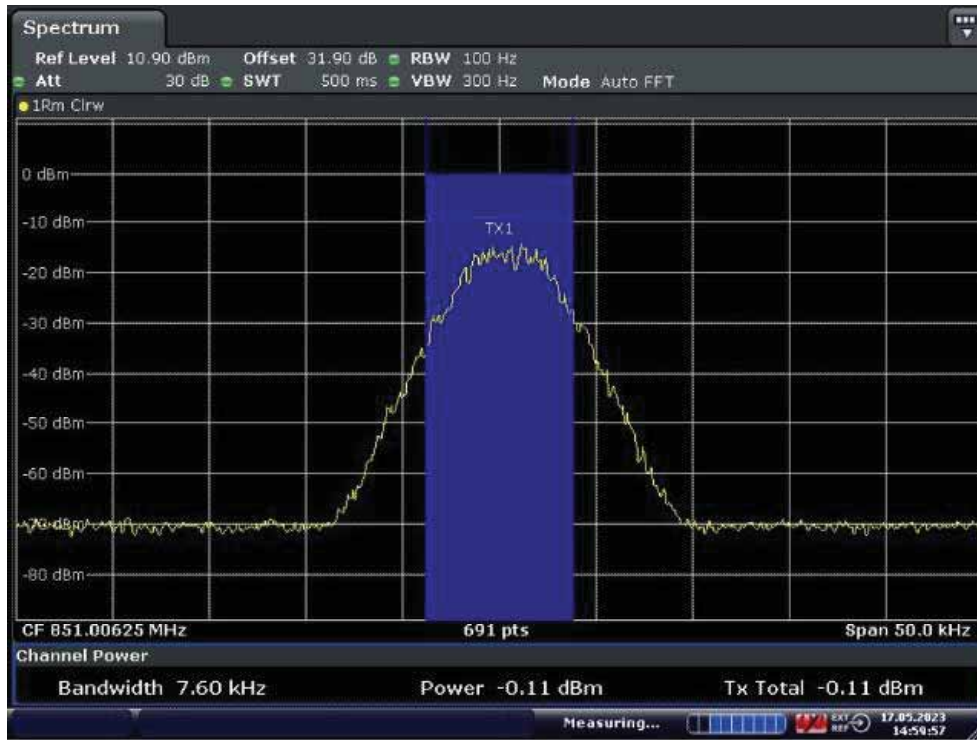 Spectrum
Ref Level 10.90 dBm Offset 31.90 dB RBW 100 Hz
Att 30 dB SWT 500 ms VBW 300 Hz Mode Auto FFT
1Rm Clrw
0 dBm
-10 dBm
TX1
-20 dBm
-30 dBm
-40 dBm
-50 dBm
-60 dBm
-70 dBm
-80 dBm
CF 851.00625 MHz 691 pts Span 50.0 kHz
Channel Power
Bandwidth 7.60 kHz Power -0.11 dBm Tx Total -0.11 dBm
Measuring... EXT REF 17.05.2023
14:59:57